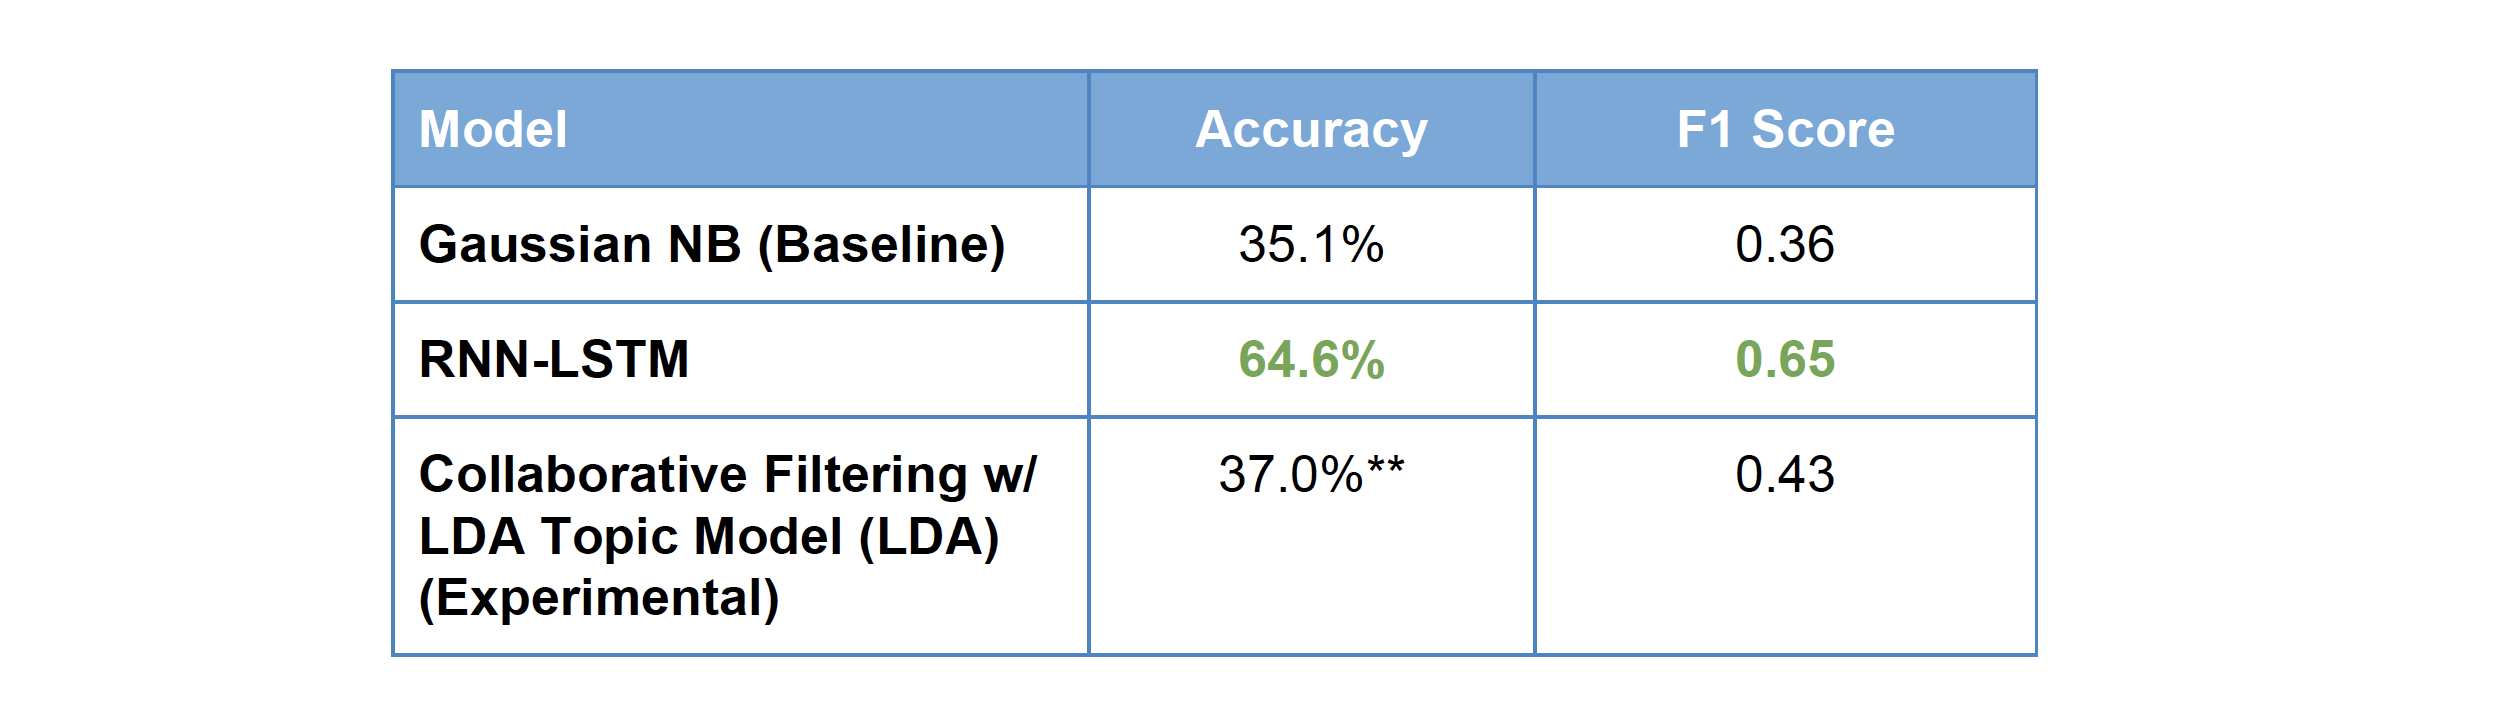 Model Accuracy F1 Score
Gaussian NB (Baseline) 35.1% 0.36
RNN-LSTM 64.6% 0.65
Collaborative Filtering w/ 37.0%** 0.43
LDA Topic Model (LDA)
(Experimental)